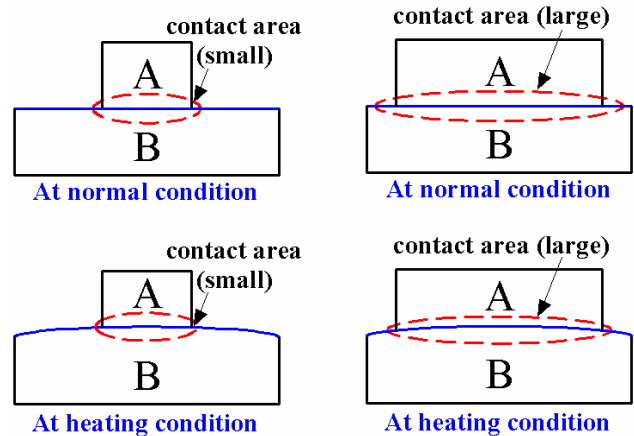 contact area
(small)
A
B
At normal condition
contact area (large)
A
B
At normal condition
contact area
(small)
A
B
At heating condition
contact area (large)
A
B
At heating condition